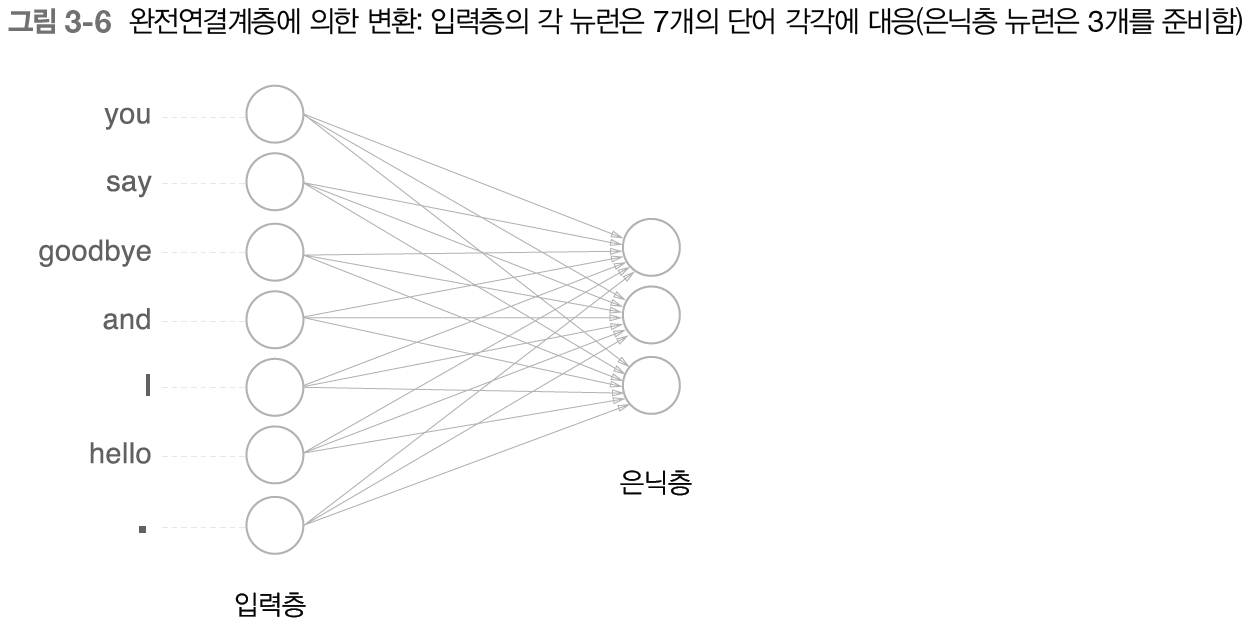 그림 3-6 완전연결계층에 의한 변환: 입력층의 각 뉴런은 7개의 단어 각각에 대응(은닉층 뉴런은 3개를 준비함)
you
say
goodbye
and
I
hello
.
은닉층
입력층